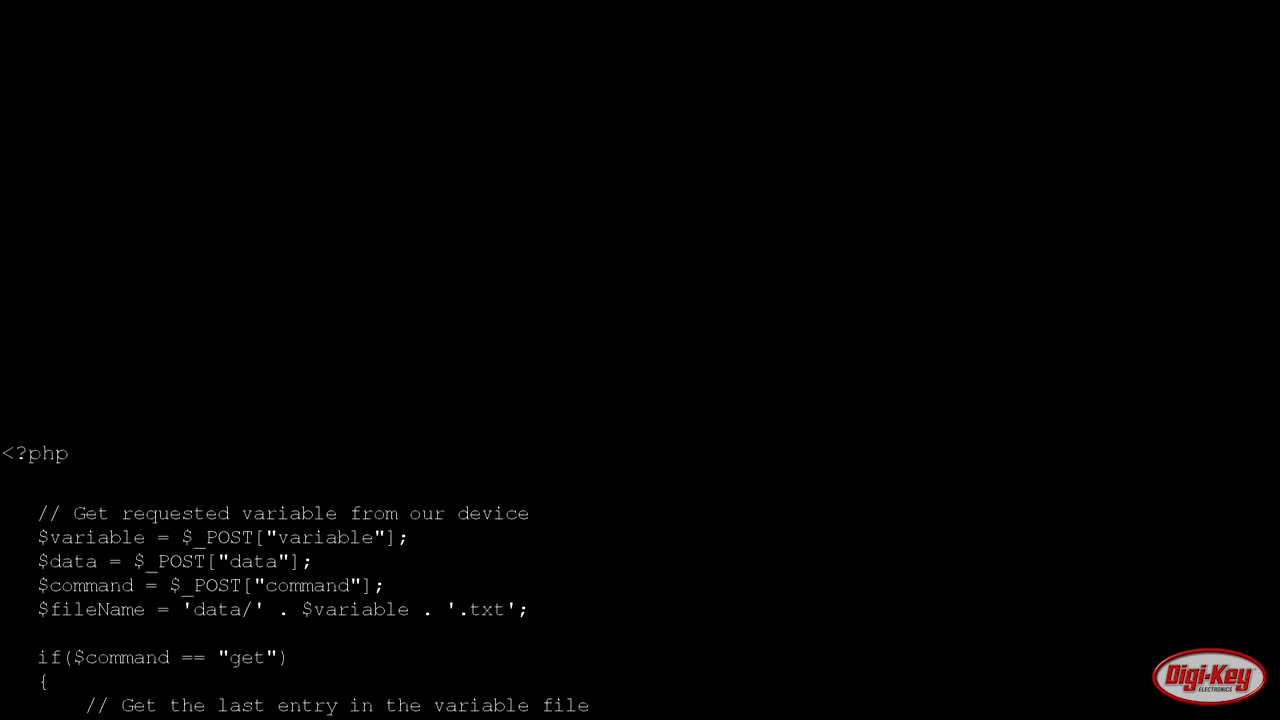 <?php
// Get requested variable from our device
$variable = $_POST["variable"];
$data = $_POST["data"];
$command = $_POST["command"];
$fileName = 'data/' . $variable . '.txt';
if($command == "get")
{
// Get the last entry in the variable file
Digi-Key
ELECTRONICS